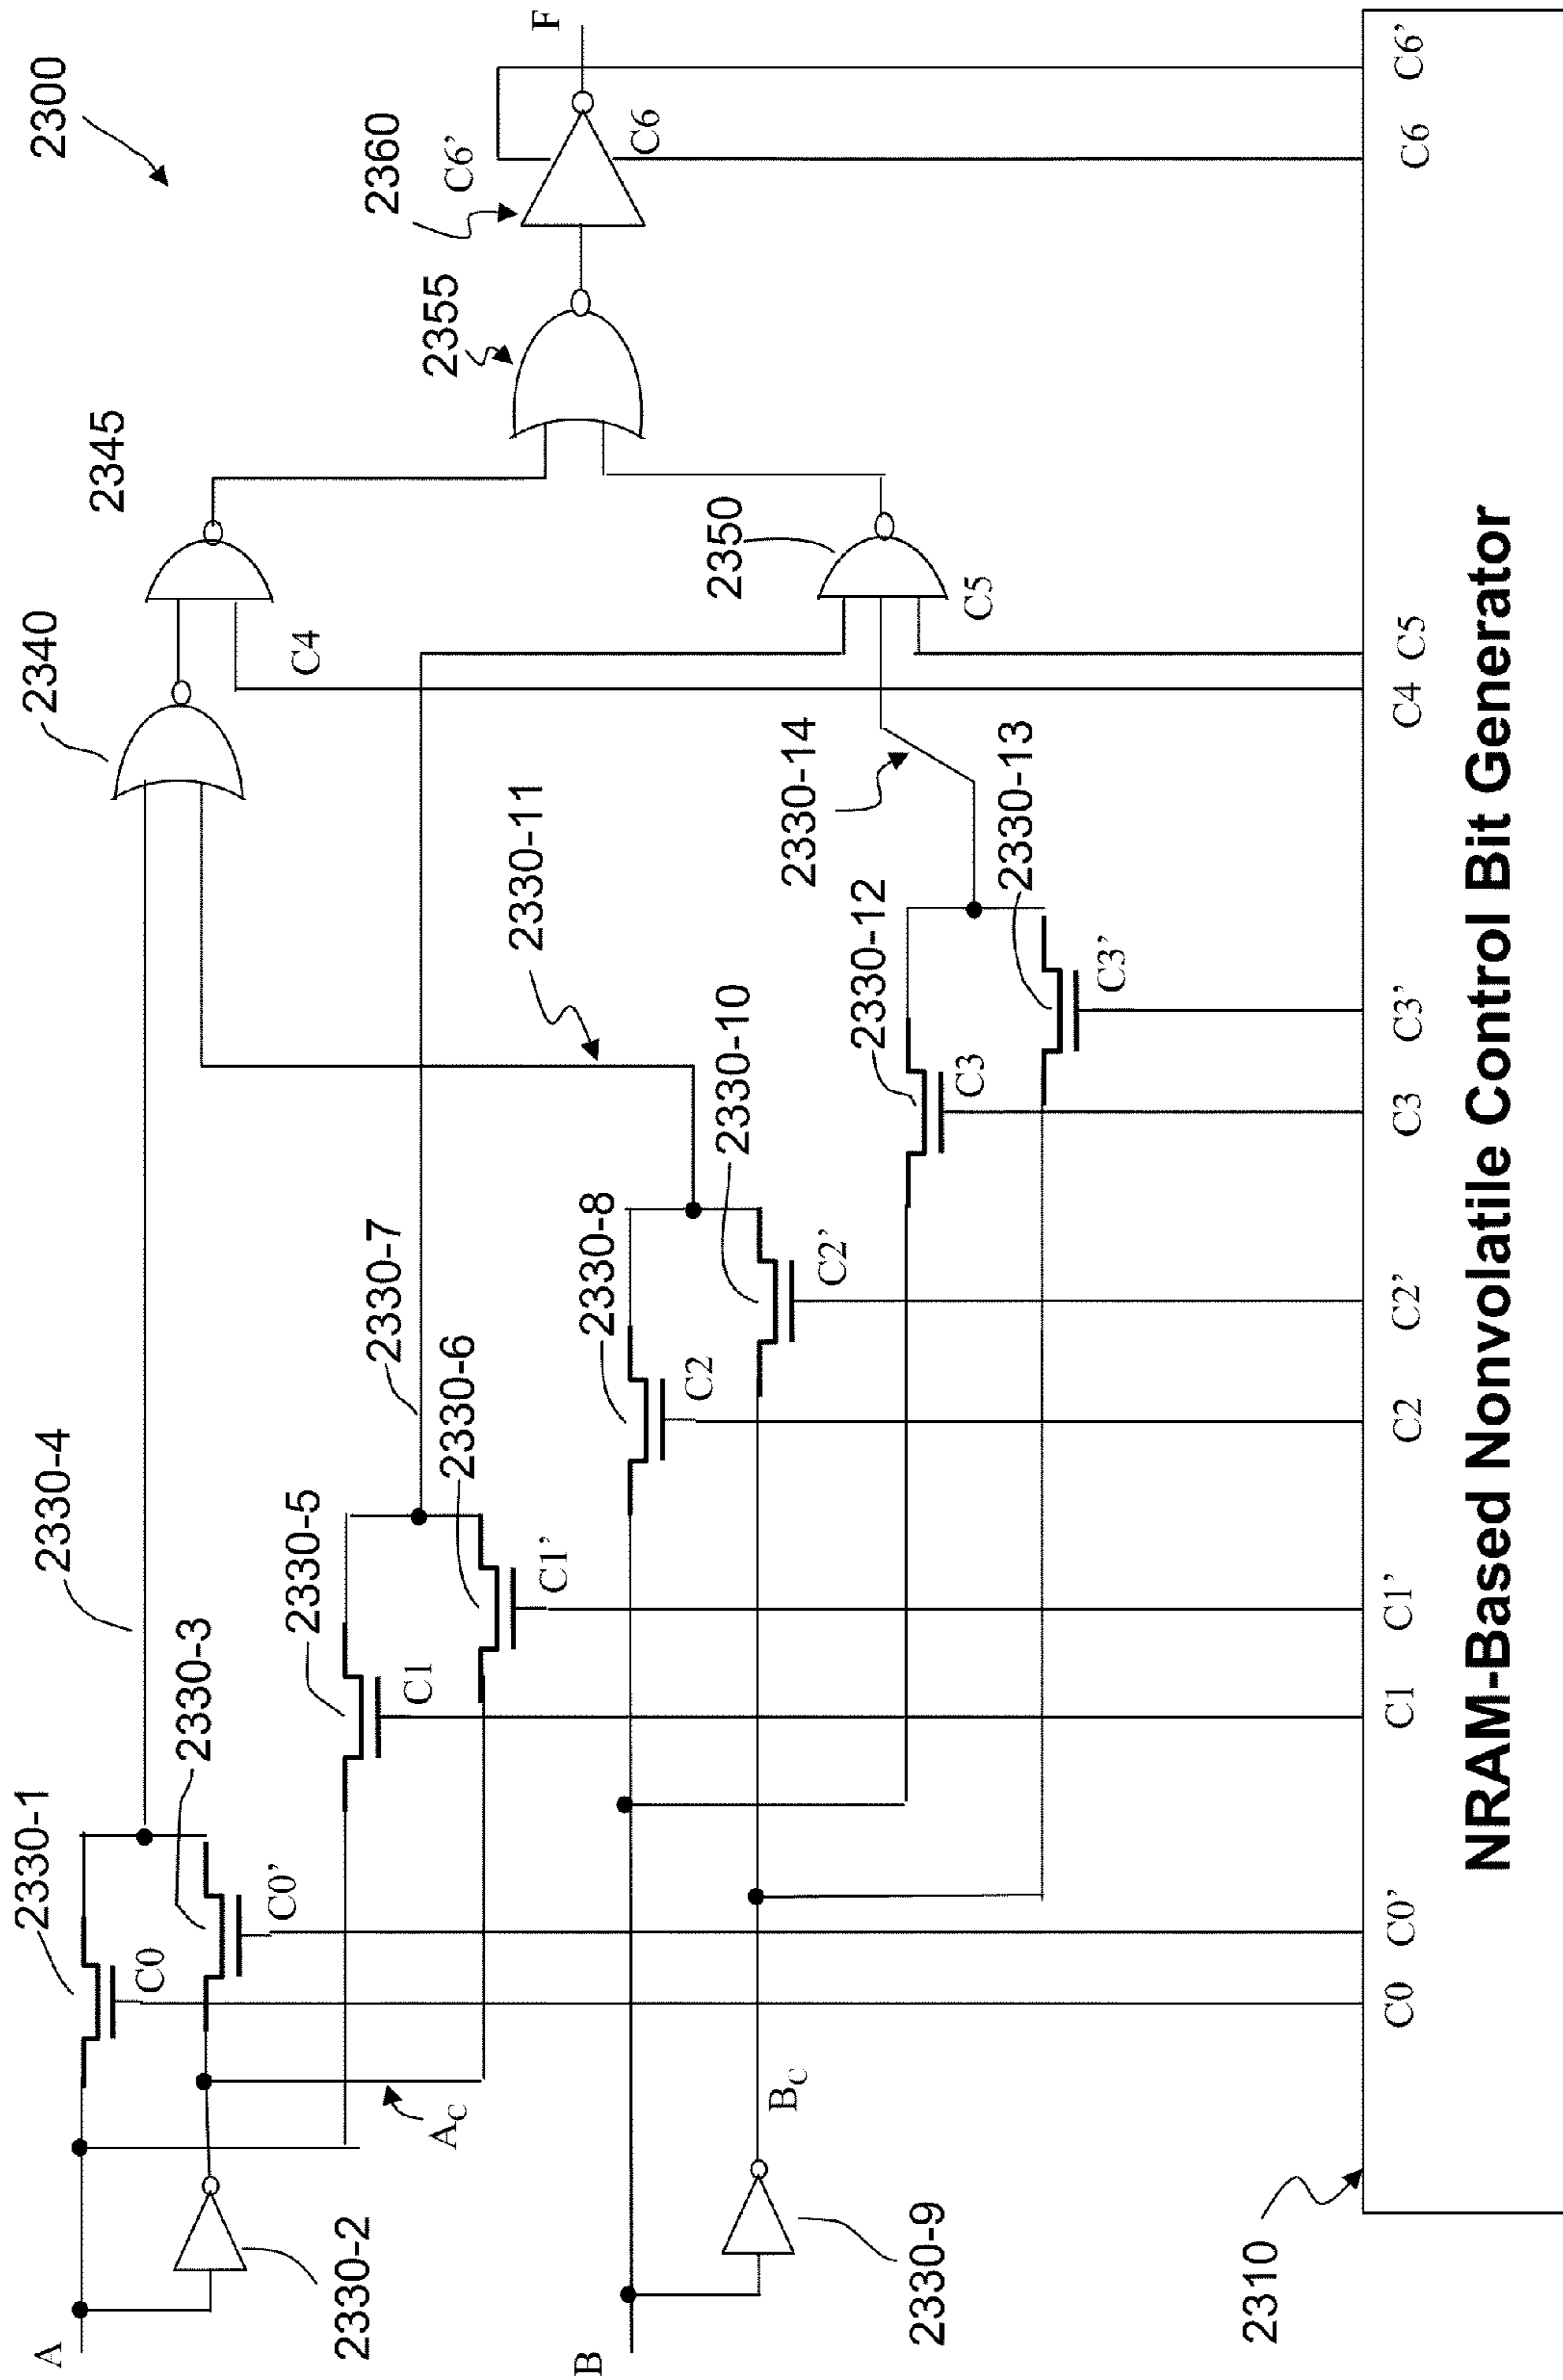 2300
A
2330-2
2330-1
C0
2330-3
C0’
2330-4
A_C
2330-5
C1
2330-6
C1’
2330-7
2340
C4
2345
B
2330-9
B_C
2330-8
C2
2330-10
C2’
2330-11
2330-12
C3
2330-13
C3’
2330-14
2350
C5
2355
2360
C6’
C6
F
2310
C0 C0’ C1 C1’ C2 C2’ C3 C3’ C4 C5 C6 C6’
NRAM-Based Nonvolatile Control Bit Generator